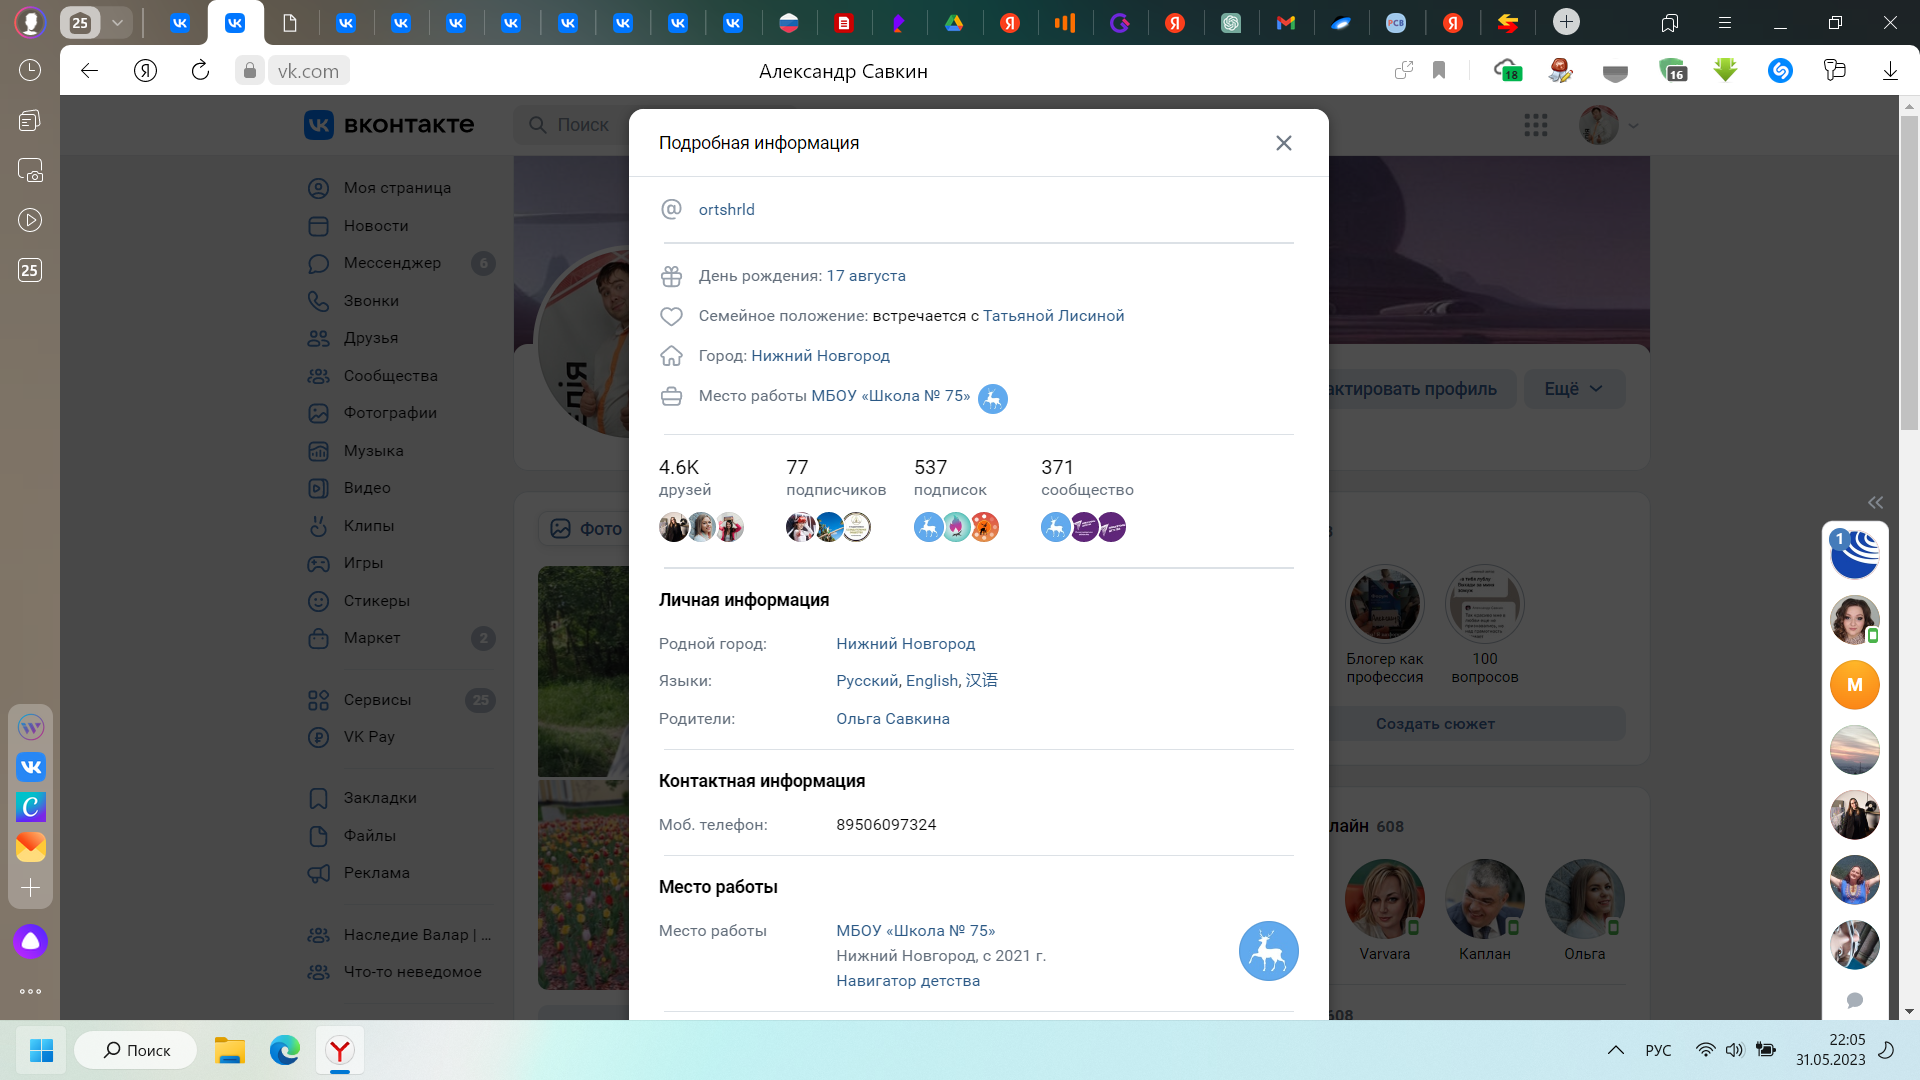 25
vk.com
Александр Савкин
18
16
25
вконтакте
Поиск
Моя страница
Новости
Мессенджер 6
Звонки
Друзья
Сообщества
Фотографии
Музыка
Видео
Клипы
Игры
Стикеры
Маркет 2
Сервисы 25
VK Pay
Закладки
Файлы
Реклама
Наследие Валар | ...
Что-то неведомое
Фото
Подробная информация
ortshrld
День рождения: 17 августа
Семейное положение: встречается с Татьяной Лисиной
Город: Нижний Новгород
Место работы МБОУ «Школа № 75»
4.6K 77 537 371
друзей подписчиков подписок сообщество
Личная информация
Родной город: Нижний Новгород
Языки: Русский, English, 汉语
Родители: Ольга Савкина
Контактная информация
Моб. телефон: 89506097324
Место работы
Место работы МБОУ «Школа № 75»
Нижний Новгород, с 2021 г.
Навигатор детства
актировать профиль Ещё
Блогер как профессия
100 вопросов
Создать сюжет
лайн 608
Varvara Каплан Ольга
608
1
M
Поиск
РУС
22:05
31.05.2023